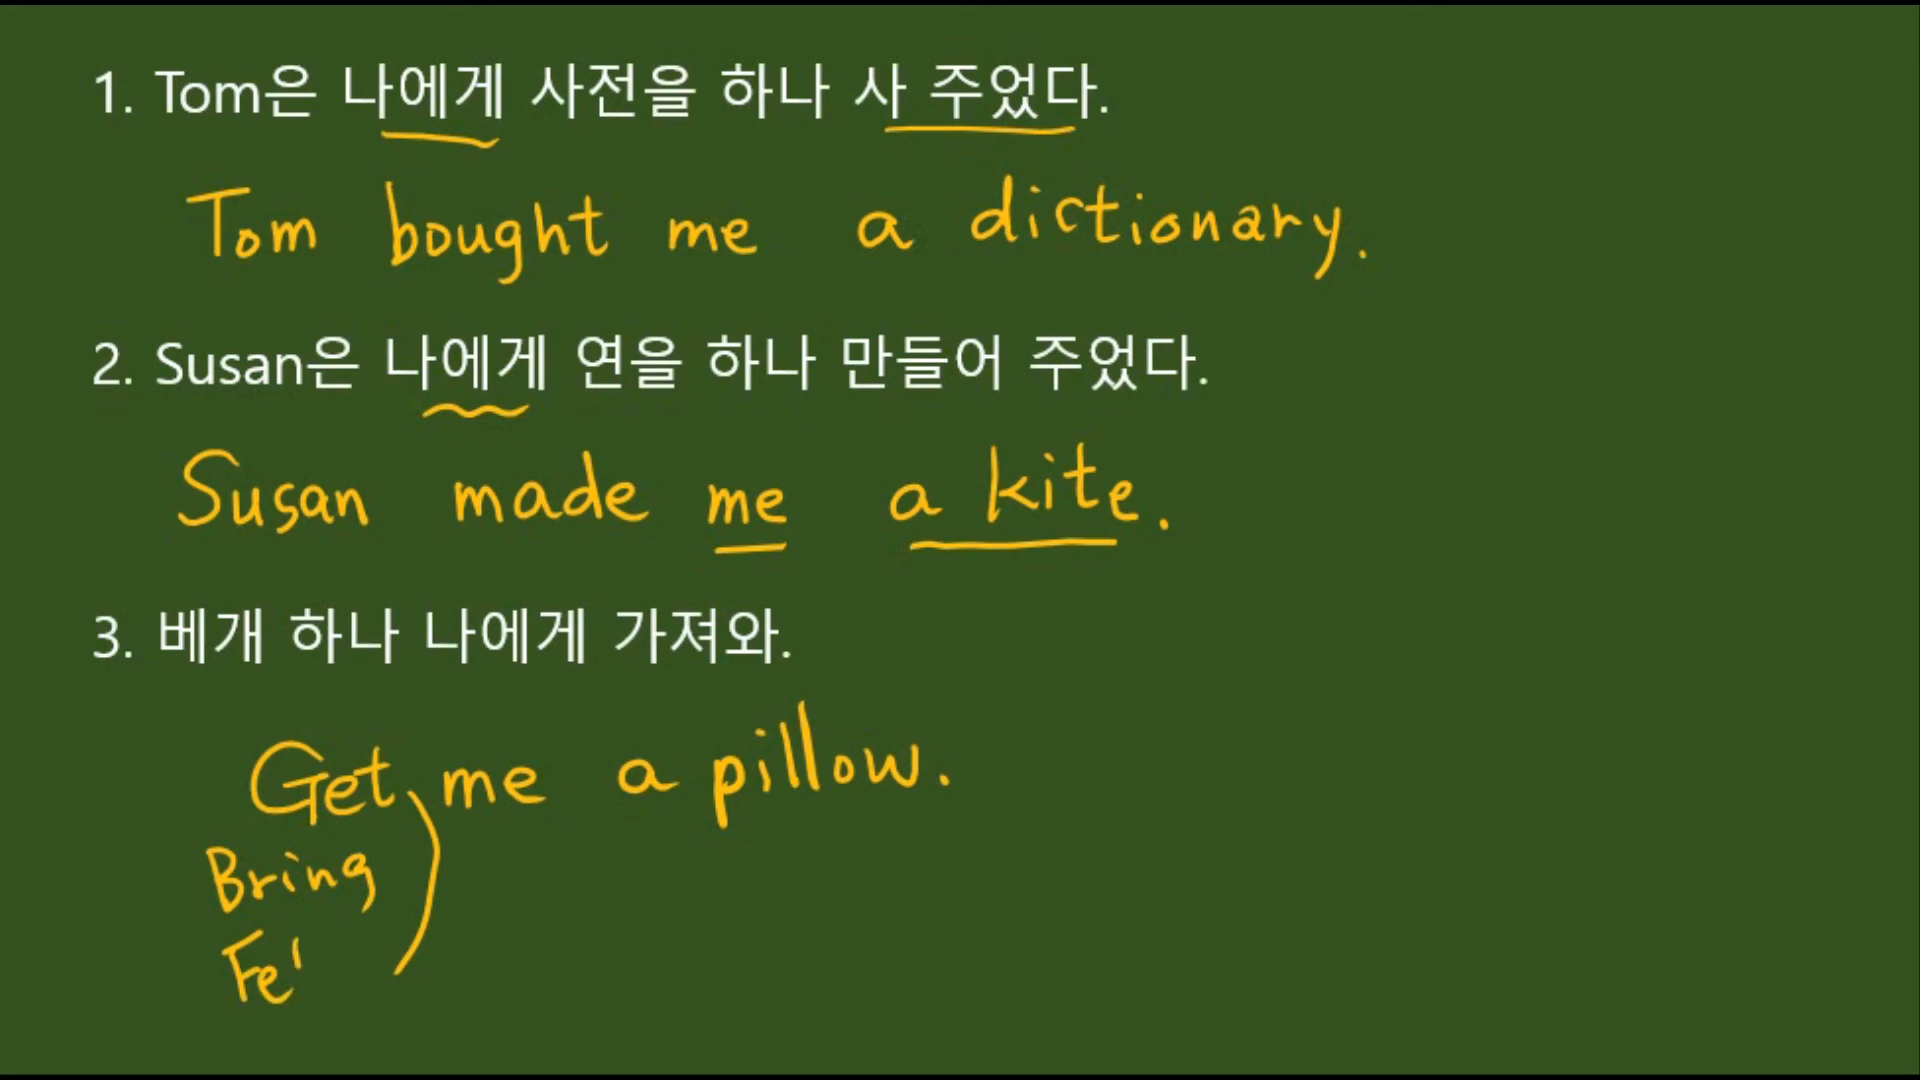 1. Tom은 나에게 사전을 하나 사 주었다.
Tom bought me a dictionary.
2. Susan은 나에게 연을 하나 만들어 주었다.
Susan made me a kite.
3. 베개 하나 나에게 가져와.
Get me a pillow.
Bring